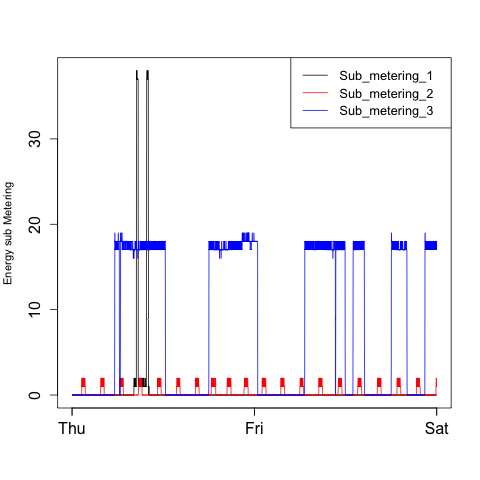 Sub_metering_1
Sub_metering_2
Sub_metering_3
Energy sub Metering
30
20
10
0
Thu Fri Sat